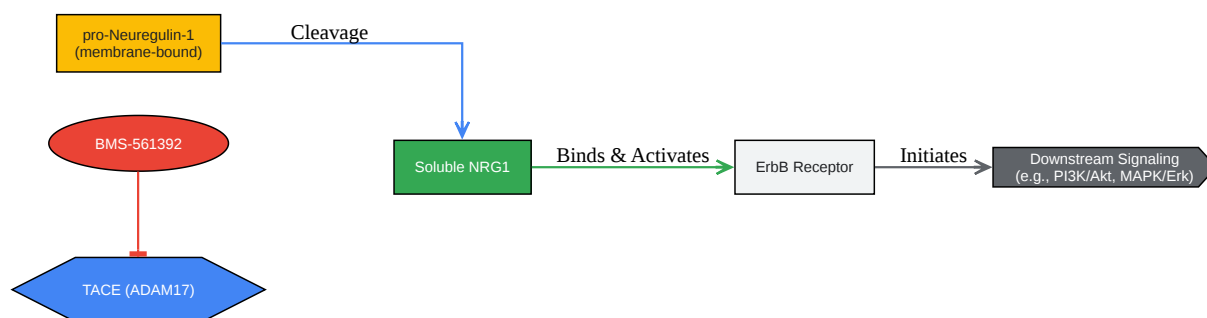 pro-Neuregulin-1
(membrane-bound)
Cleavage
BMS-561392
Soluble NRG1
Binds & Activates
ErbB Receptor
Initiates
Downstream Signaling
(e.g., PI3K/Akt, MAPK/Erk)
TACE (ADAM17)